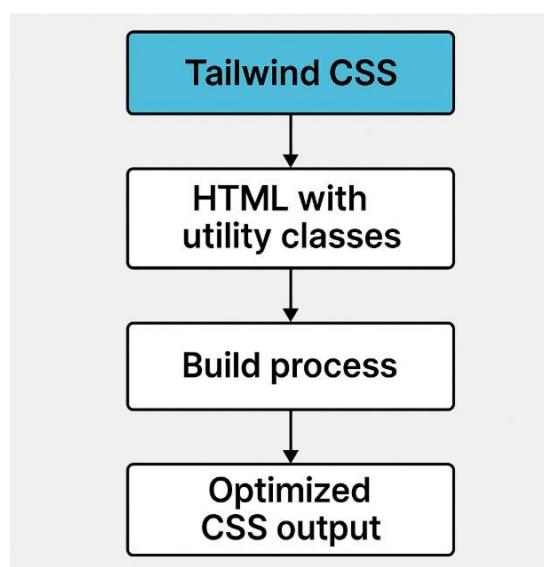 Tailwind CSS
HTML with
utility classes
Build process
Optimized
CSS output